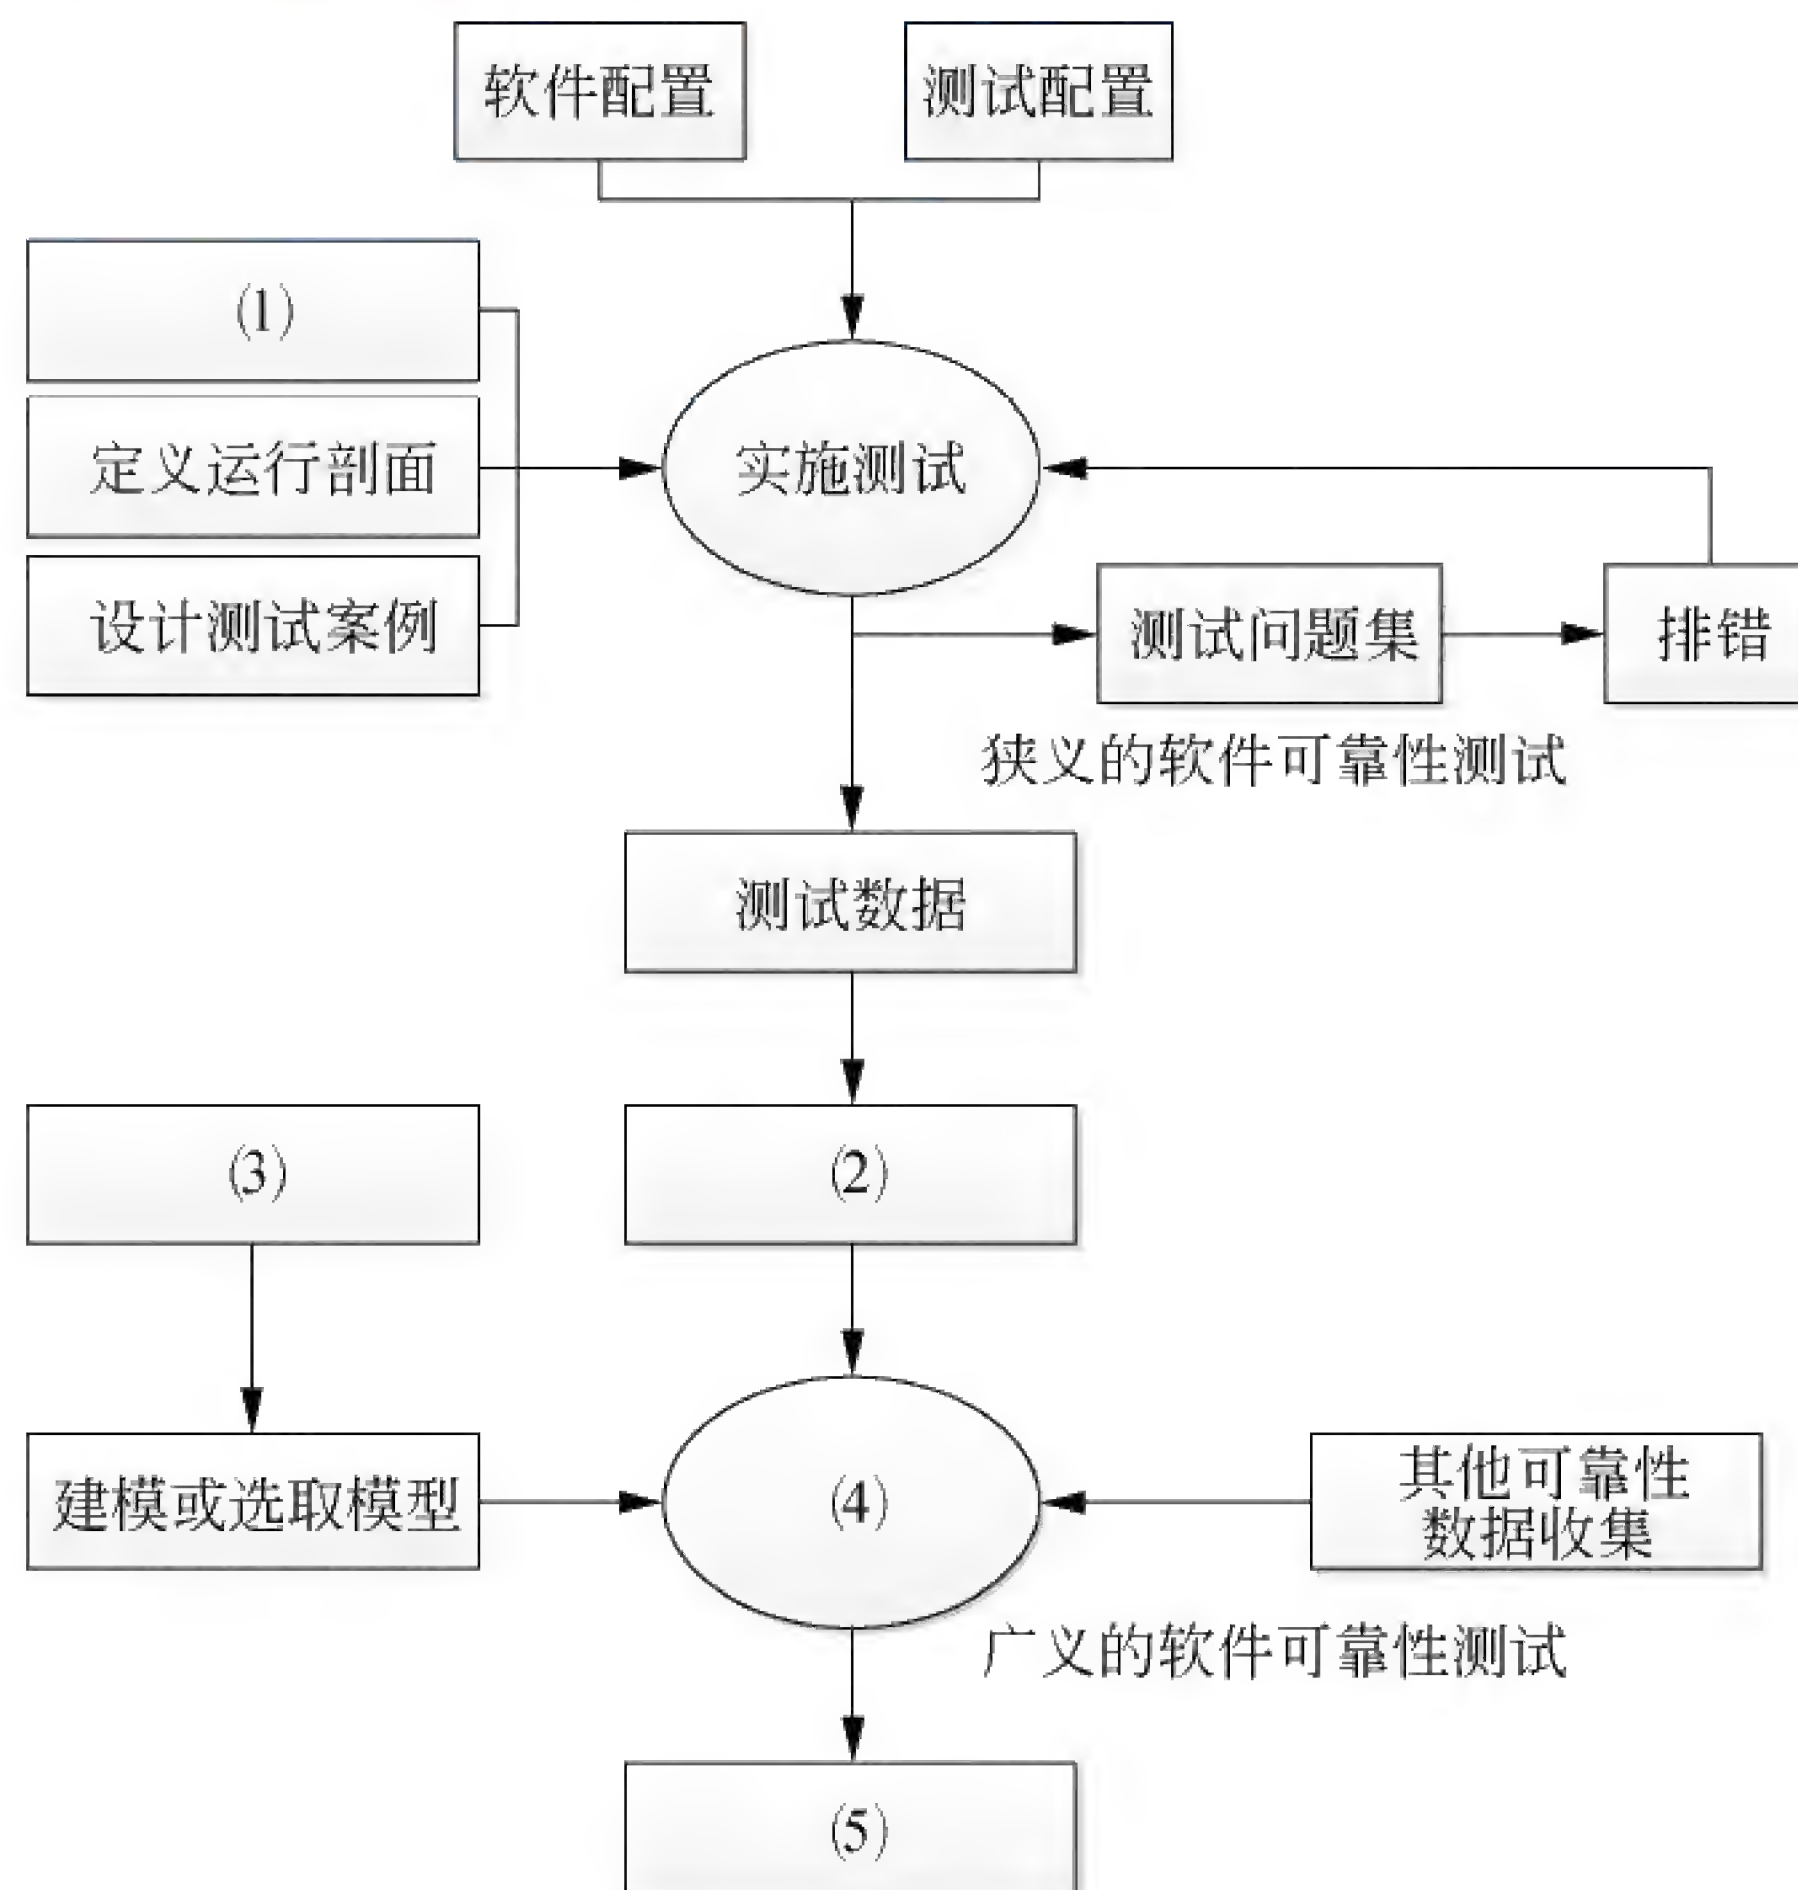 软件配置
测试配置
(1)
定义运行剖面
实施测试
设计测试案例
测试问题集
排错
狭义的软件可靠性测试
测试数据
(3)
(2)
建模或选取模型
(4)
其他可靠性
数据收集
广义的软件可靠性测试
(5)